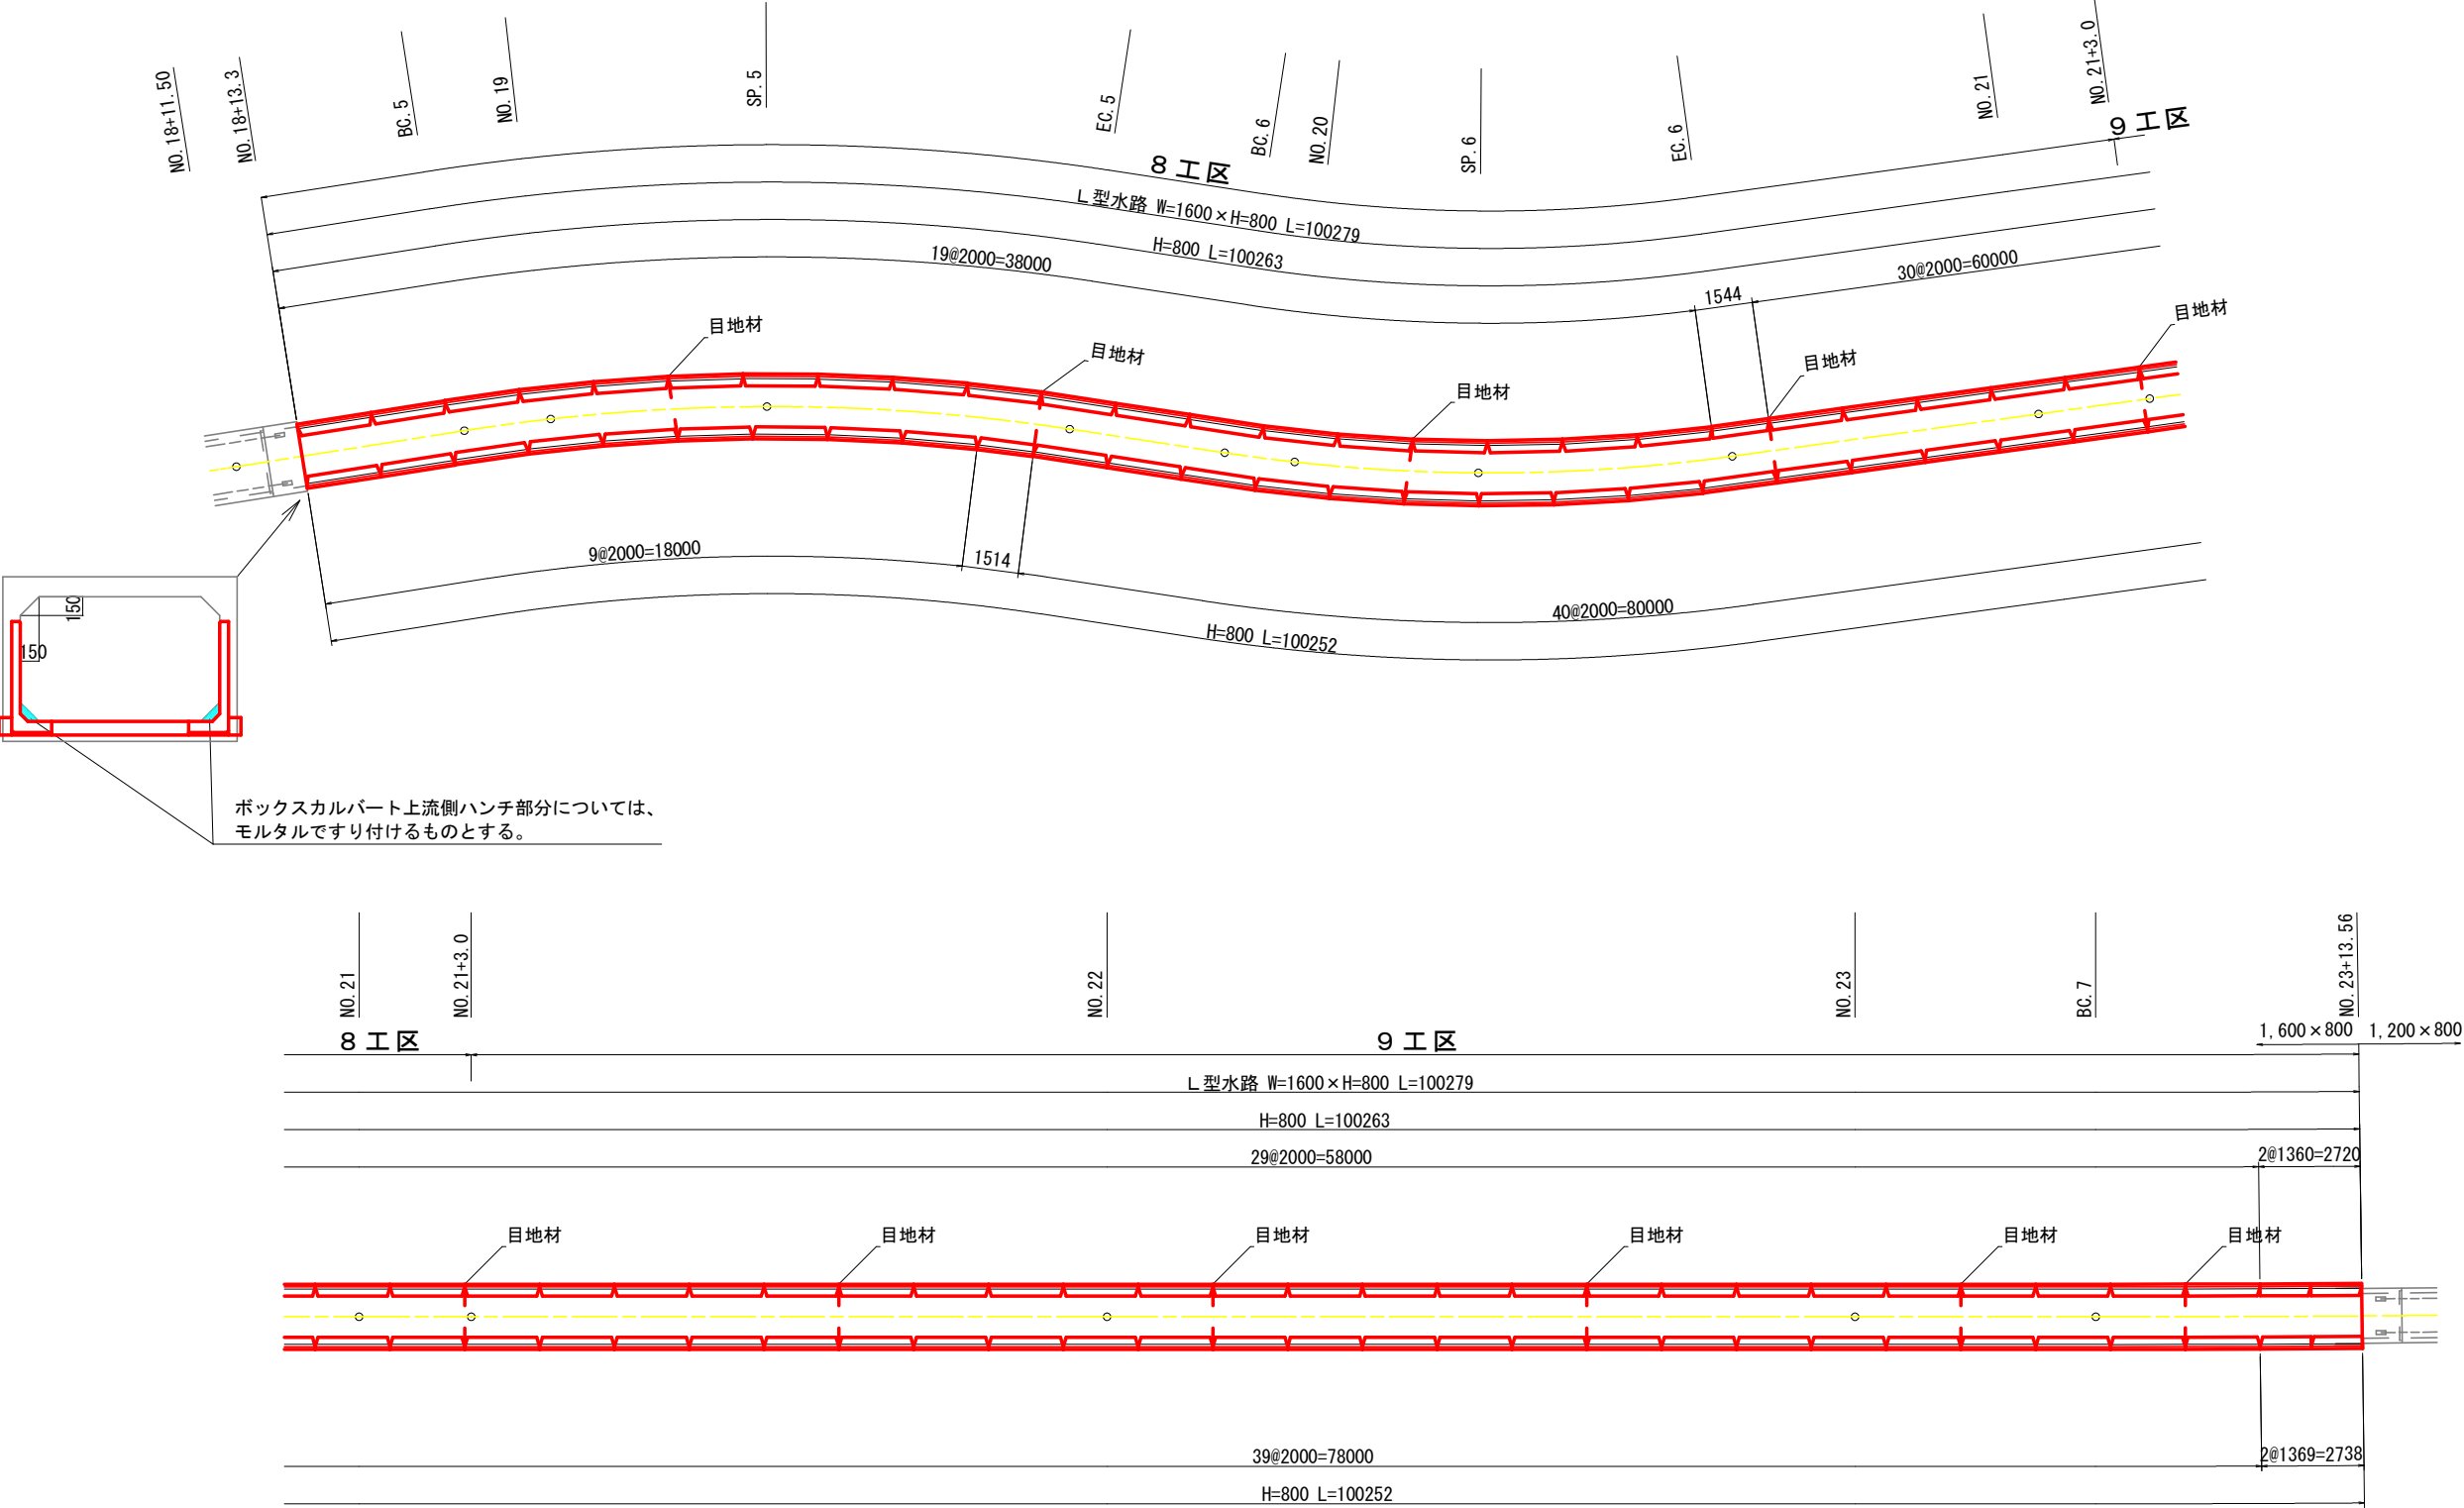 NO.18+11.50
NO.18+13.3
BC.5
NO.19
SP.5
EC.5
BC.6
NO.20
SP.6
EC.6
NO.21
NO.21+3.0
8工区
9工区
L型水路 W=1600×H=800 L=100279
H=800 L=100263
19@2000=38000
1544
30@2000=60000
目地材
目地材
目地材
目地材
目地材
9@2000=18000
1514
40@2000=80000
H=800 L=100252
150
150
ボックスカルバート上流側ハンチ部分については、
モルタルですり付けるものとする。
NO.21
NO.21+3.0
NO.22
NO.23
BC.7
NO.23+13.56
8工区
9工区
1,600×800
1,200×800
L型水路 W=1600×H=800 L=100279
H=800 L=100263
29@2000=58000
2@1360=2720
目地材
目地材
目地材
目地材
目地材
目地材
39@2000=78000
2@1369=2738
H=800 L=100252